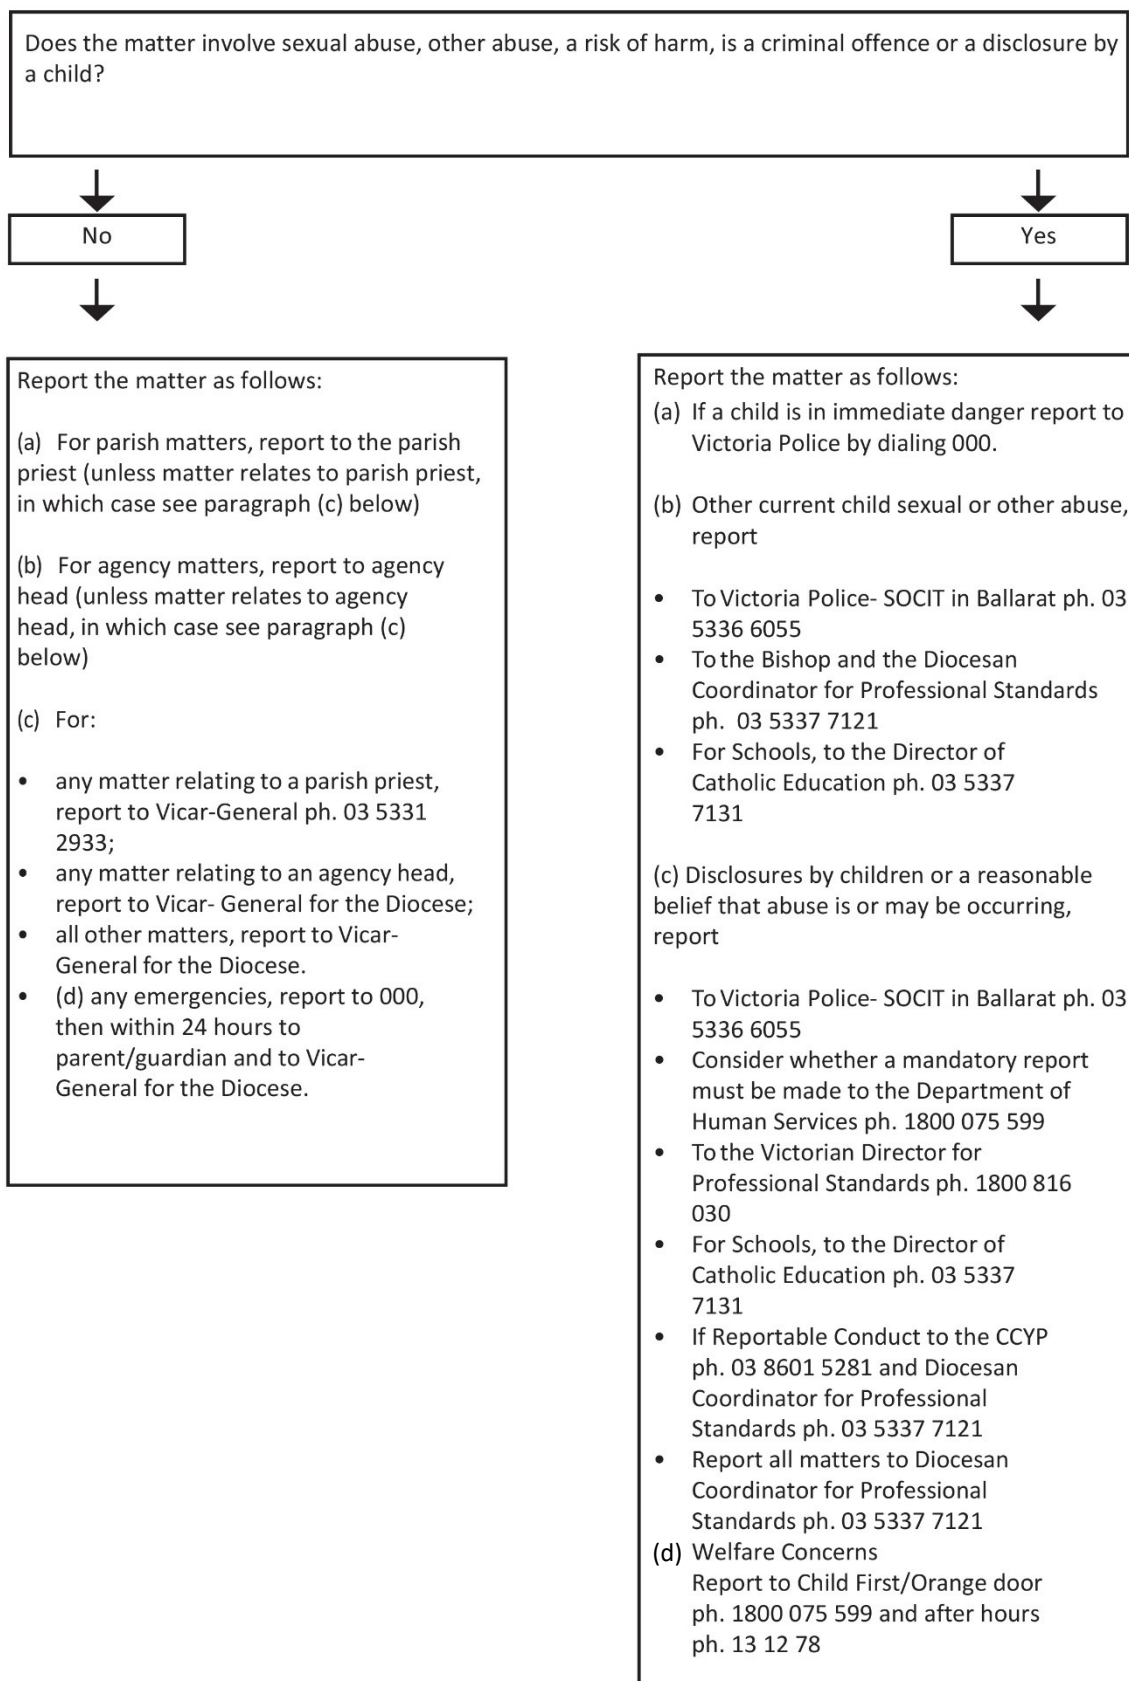 Does the matter involve sexual abuse, other abuse, a risk of harm, is a criminal offence or a disclosure by
a child?
No
Yes
Report the matter as follows:
(a) For parish matters, report to the parish
priest (unless matter relates to parish priest,
in which case see paragraph (c) below)
(b) For agency matters, report to agency
head (unless matter relates to agency
head, in which case see paragraph (c)
below)
(c) For:
• any matter relating to a parish priest,
report to Vicar-General ph. 03 5331
2933;
• any matter relating to an agency head,
report to Vicar- General for the Diocese;
• all other matters, report to Vicar-
General for the Diocese.
• (d) any emergencies, report to 000,
then within 24 hours to
parent/guardian and to Vicar-
General for the Diocese.
Report the matter as follows:
(a) If a child is in immediate danger report to
Victoria Police by dialing 000.
(b) Other current child sexual or other abuse,
report
• To Victoria Police- SOCIT in Ballarat ph. 03
5336 6055
• To the Bishop and the Diocesan
Coordinator for Professional Standards
ph. 03 5337 7121
• For Schools, to the Director of
Catholic Education ph. 03 5337
7131
(c) Disclosures by children or a reasonable
belief that abuse is or may be occurring,
report
• To Victoria Police- SOCIT in Ballarat ph. 03
5336 6055
• Consider whether a mandatory report
must be made to the Department of
Human Services ph. 1800 075 599
• To the Victorian Director for
Professional Standards ph. 1800 816
030
• For Schools, to the Director of
Catholic Education ph. 03 5337
7131
• If Reportable Conduct to the CCYP
ph. 03 8601 5281 and Diocesan
Coordinator for Professional
Standards ph. 03 5337 7121
• Report all matters to Diocesan
Coordinator for Professional
Standards ph. 03 5337 7121
(d) Welfare Concerns
Report to Child First/Orange door
ph. 1800 075 599 and after hours
ph. 13 12 78